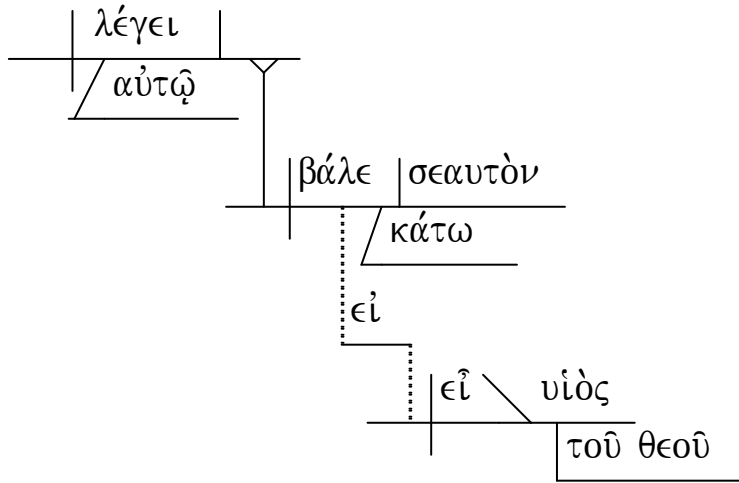 λέγει
αὐτῷ
βάλε σεαυτὸν
κάτω
εἰ
εἶ υἱὸς
τοῦ θεοῦ